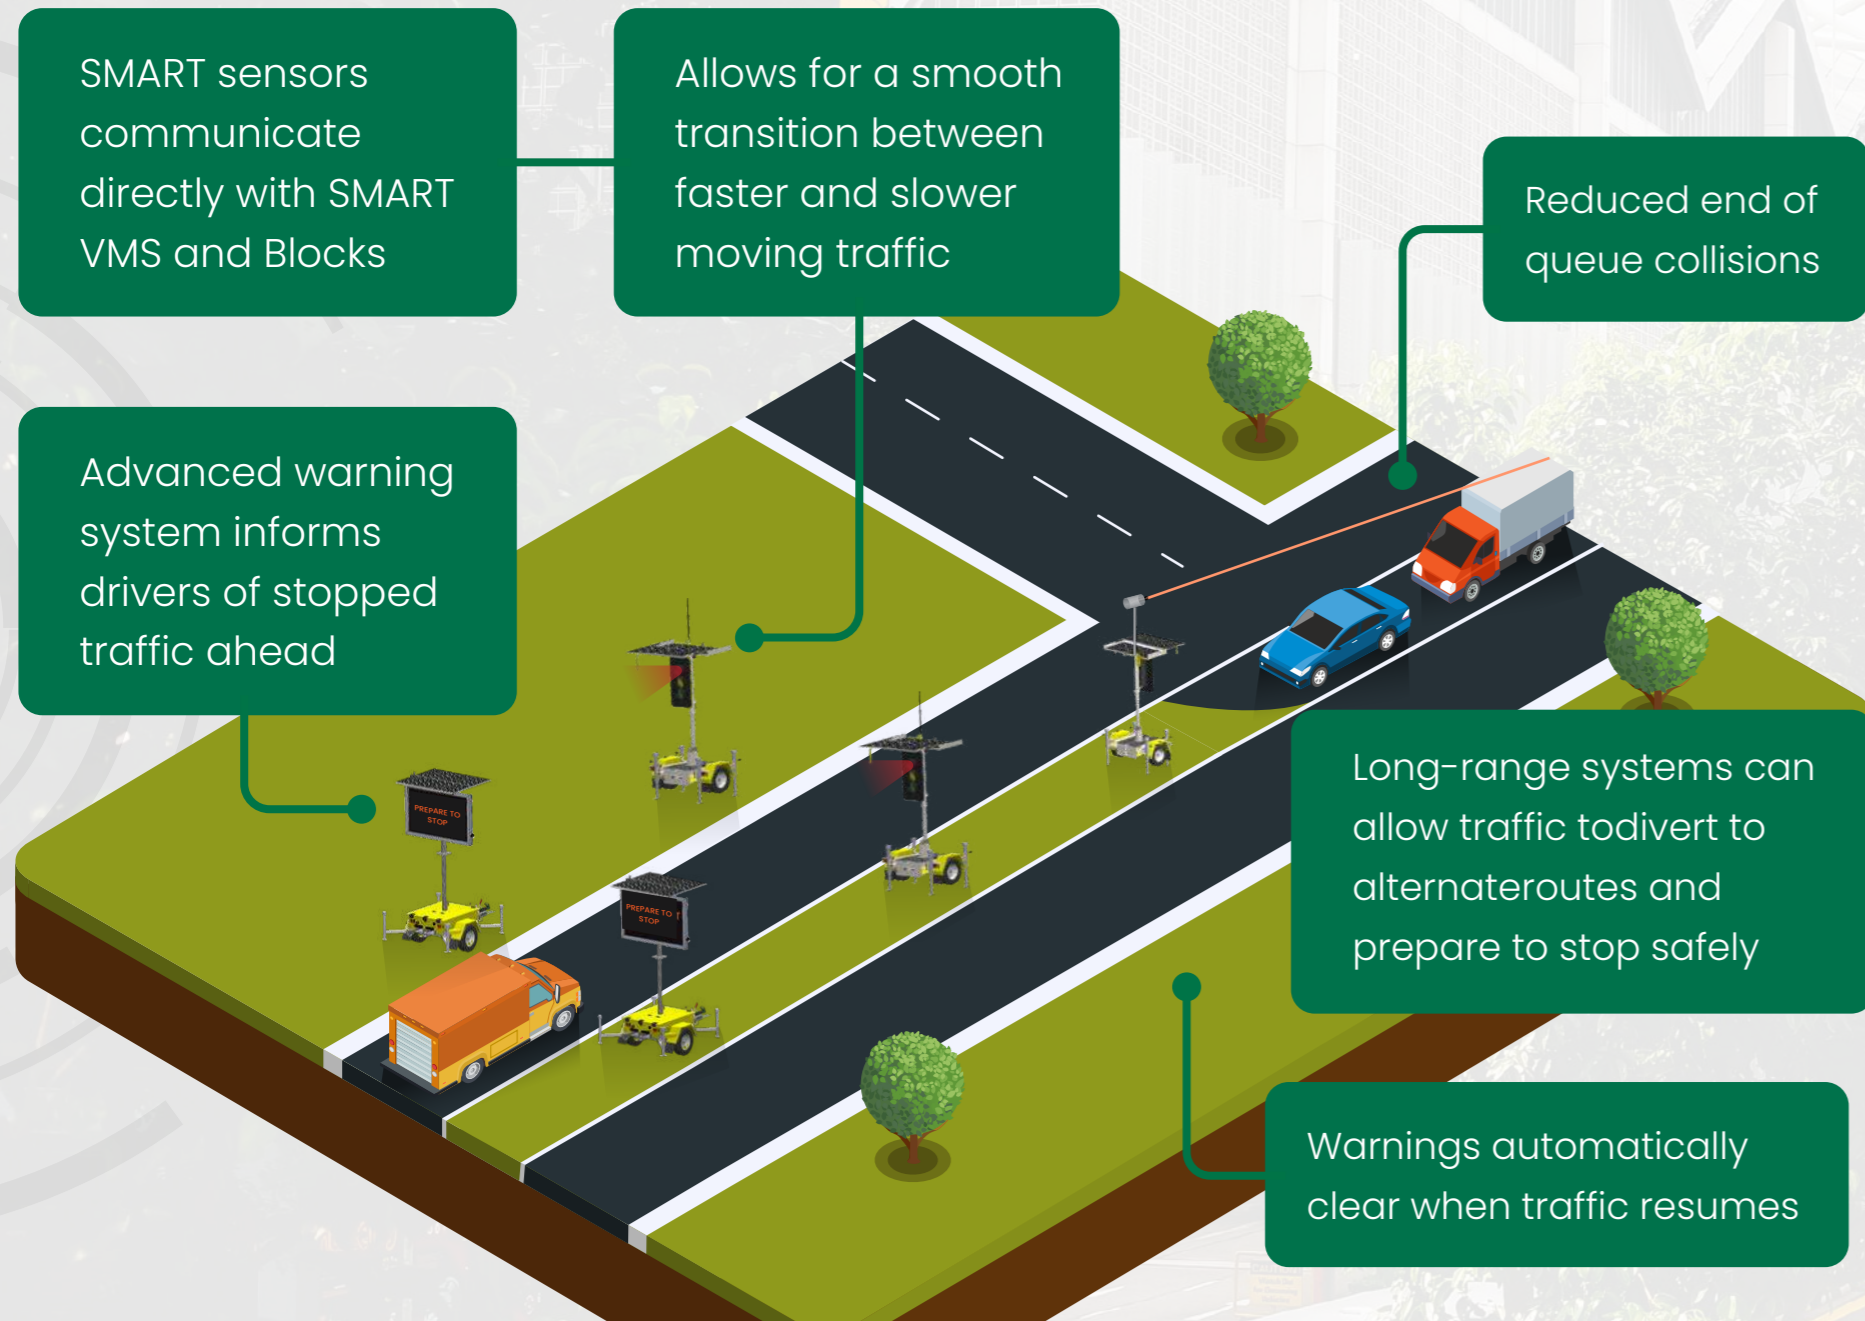 SMART sensors
communicate
directly with SMART
VMS and Blocks
Allows for a smooth
transition between
faster and slower
moving traffic
Reduced end of
queue collisions
Advanced warning
system informs
drivers of stopped
traffic ahead
PREPARE TO
STOP
PREPARE TO
STOP
Long-range systems can
allow traffic todivert to
alternateroutes and
prepare to stop safely
Warnings automatically
clear when traffic resumes